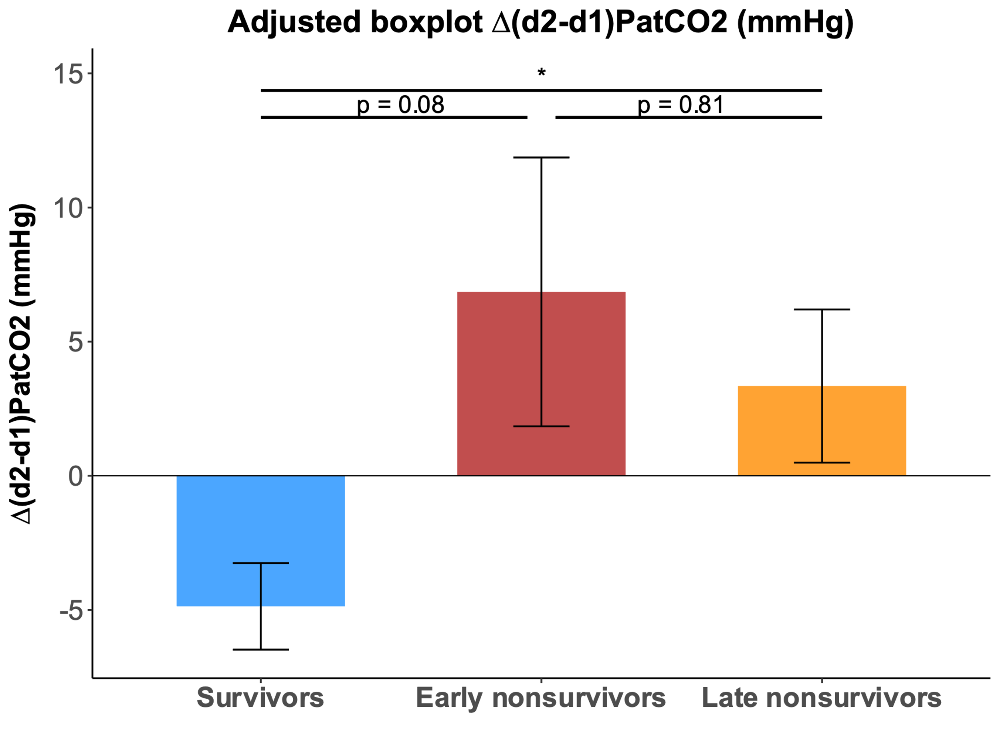 Adjusted boxplot Δ(d2-d1)PatCO2 (mmHg)
Δ(d2-d1)PatCO2 (mmHg)
15
10
5
0
-5
*
p = 0.08
p = 0.81
Survivors
Early nonsurvivors
Late nonsurvivors